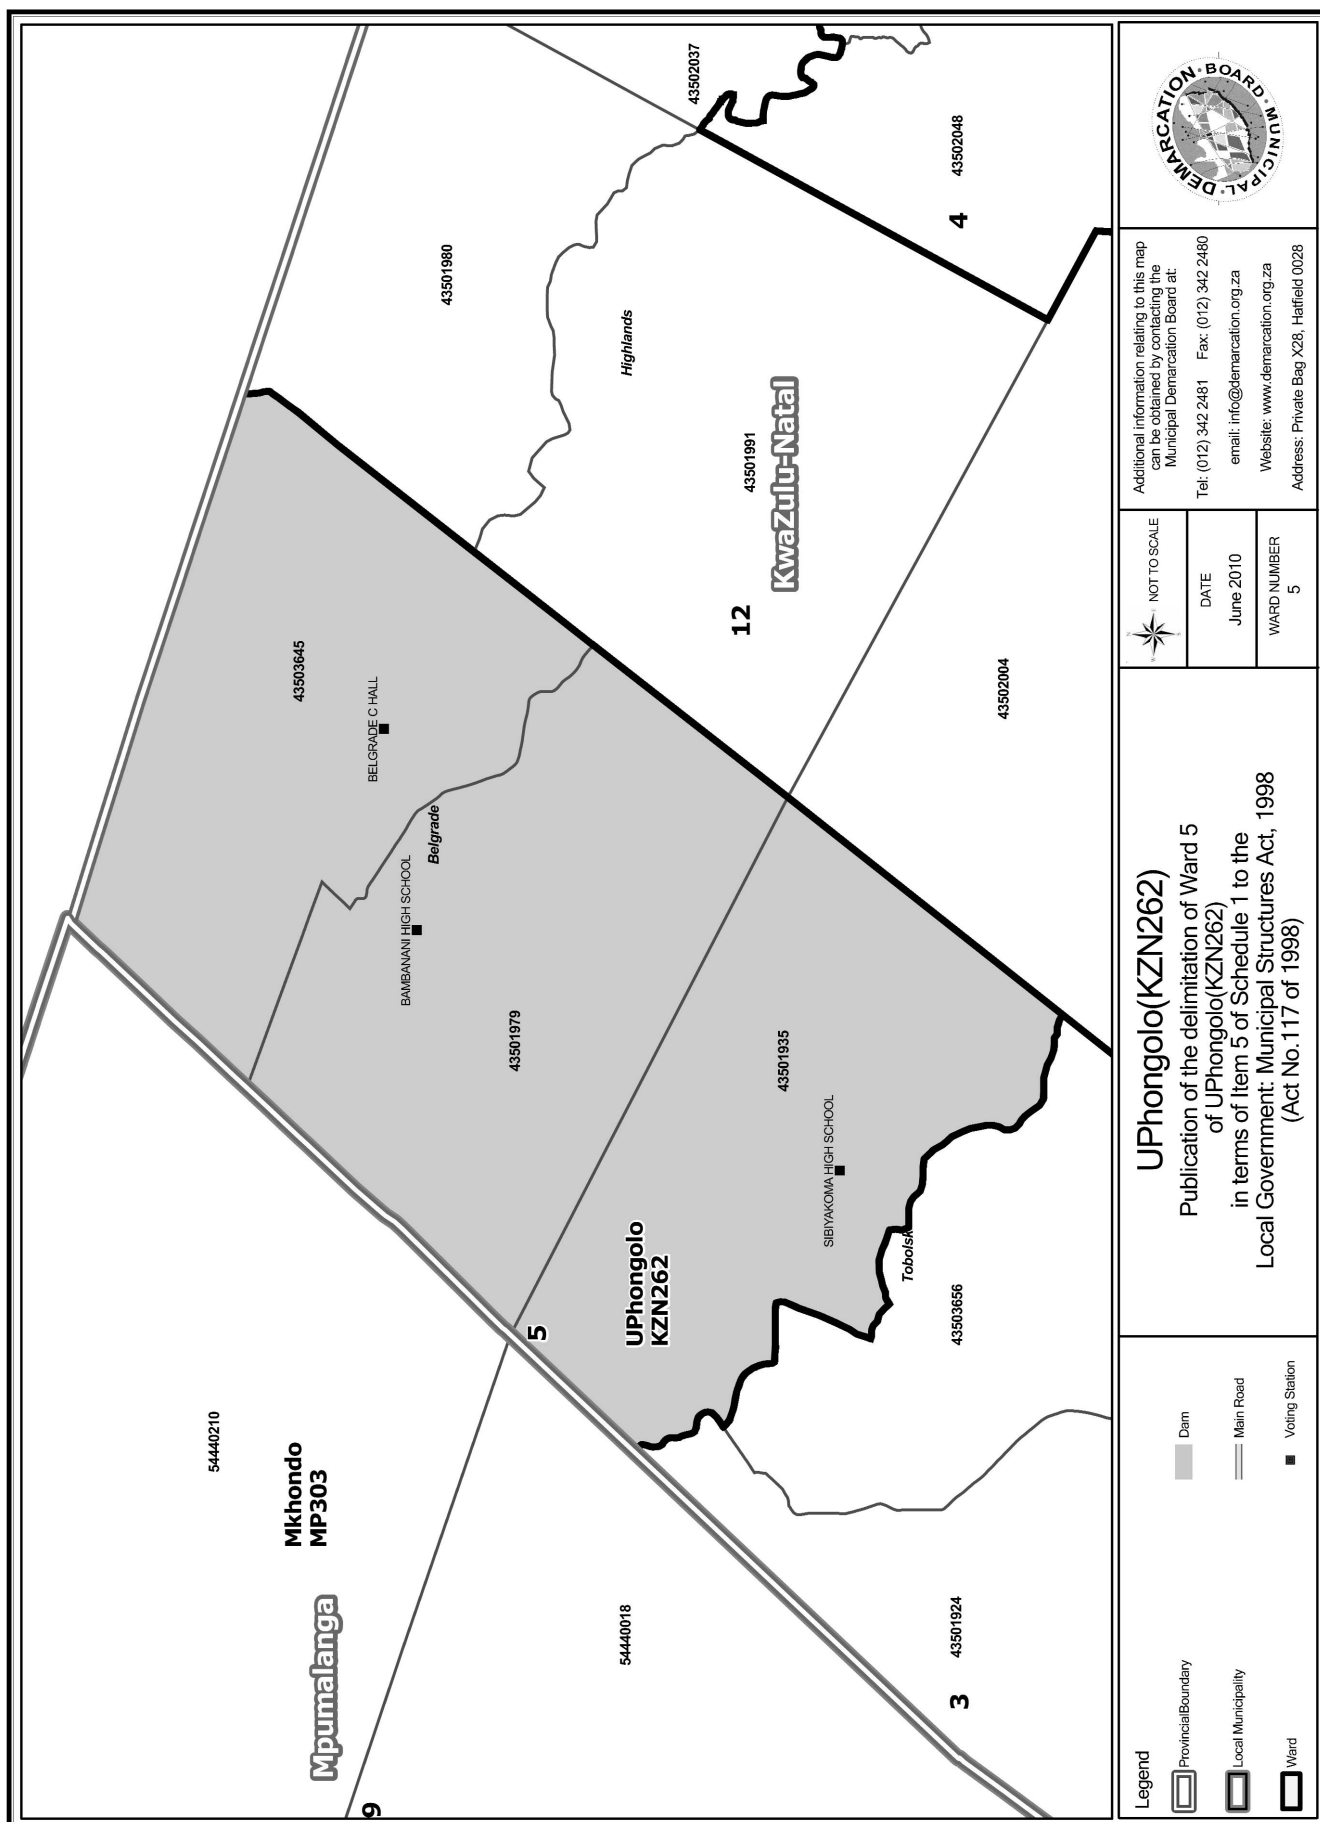 9
Mpumalanga
Mkhondo
MP303
54440210
54440018
3
43501924
5
UPhongolo
KZN262
43503656
Tobolsk
SIBIYAKOMA HIGH SCHOOL
43501935
43501979
BAMBANANI HIGH SCHOOL
Belgrade
BELGRADE C HALL
43503645
12
KwaZulu-Natal
43501991
43502004
Highlands
43501980
4
43502048
43502037
Legend
ProvincialBoundary
Local Municipality
Ward
Dam
Main Road
Voting Station
UPhongolo(KZN262)
Publication of the delimitation of Ward 5
of UPhongolo(KZN262)
in terms of Item 5 of Schedule 1 to the
Local Government: Municipal Structures Act, 1998
(Act No.117 of 1998)
N
W E
S
NOT TO SCALE
DATE
June 2010
WARD NUMBER
5
Additional information relating to this map
can be obtained by contacting the
Municipal Demarcation Board at:
Tel: (012) 342 2481 Fax: (012) 342 2480
email: info@demarcation.org.za
Website: www.demarcation.org.za
Address: Private Bag X28, Hatfield 0028
MUNICIPAL · DEMARCATION · BOARD ·